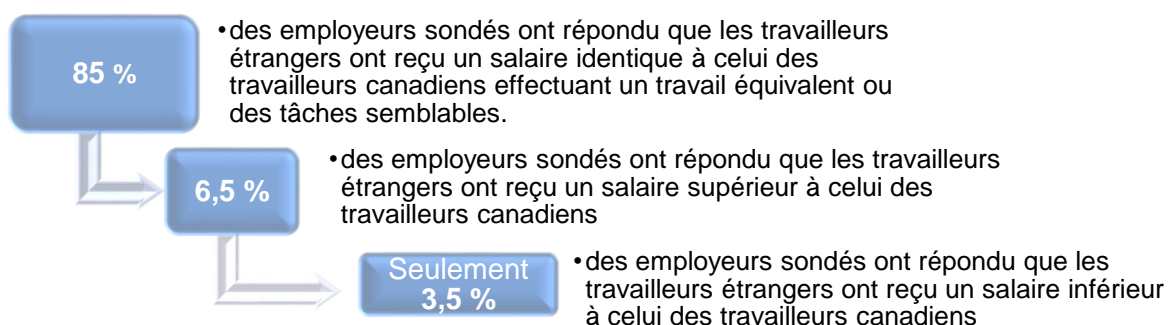 85 %
•des employeurs sondés ont répondu que les travailleurs
étrangers ont reçu un salaire identique à celui des
travailleurs canadiens effectuant un travail équivalent ou
des tâches semblables.
6,5 %
•des employeurs sondés ont répondu que les travailleurs
étrangers ont reçu un salaire supérieur à celui des
travailleurs canadiens
Seulement
3,5 %
•des employeurs sondés ont répondu que les
travailleurs étrangers ont reçu un salaire inférieur
à celui des travailleurs canadiens